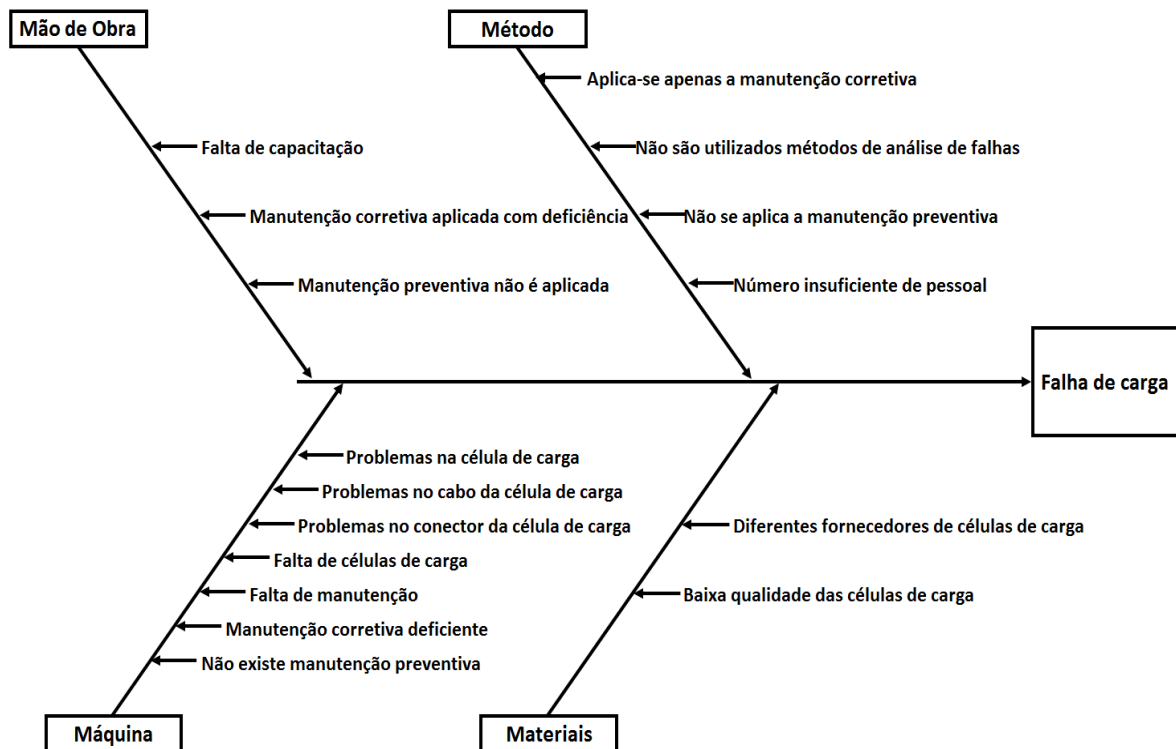 Mão de Obra
Método
Aplica-se apenas a manutenção corretiva
Falta de capacitação
Não são utilizados métodos de análise de falhas
Manutenção corretiva aplicada com deficiência
Não se aplica a manutenção preventiva
Manutenção preventiva não é aplicada
Número insuficiente de pessoal
Falha de carga
Problemas na célula de carga
Problemas no cabo da célula de carga
Problemas no conector da célula de carga
Diferentes fornecedores de células de carga
Falta de células de carga
Falta de manutenção
Baixa qualidade das células de carga
Manutenção corretiva deficiente
Não existe manutenção preventiva
Máquina
Materiais